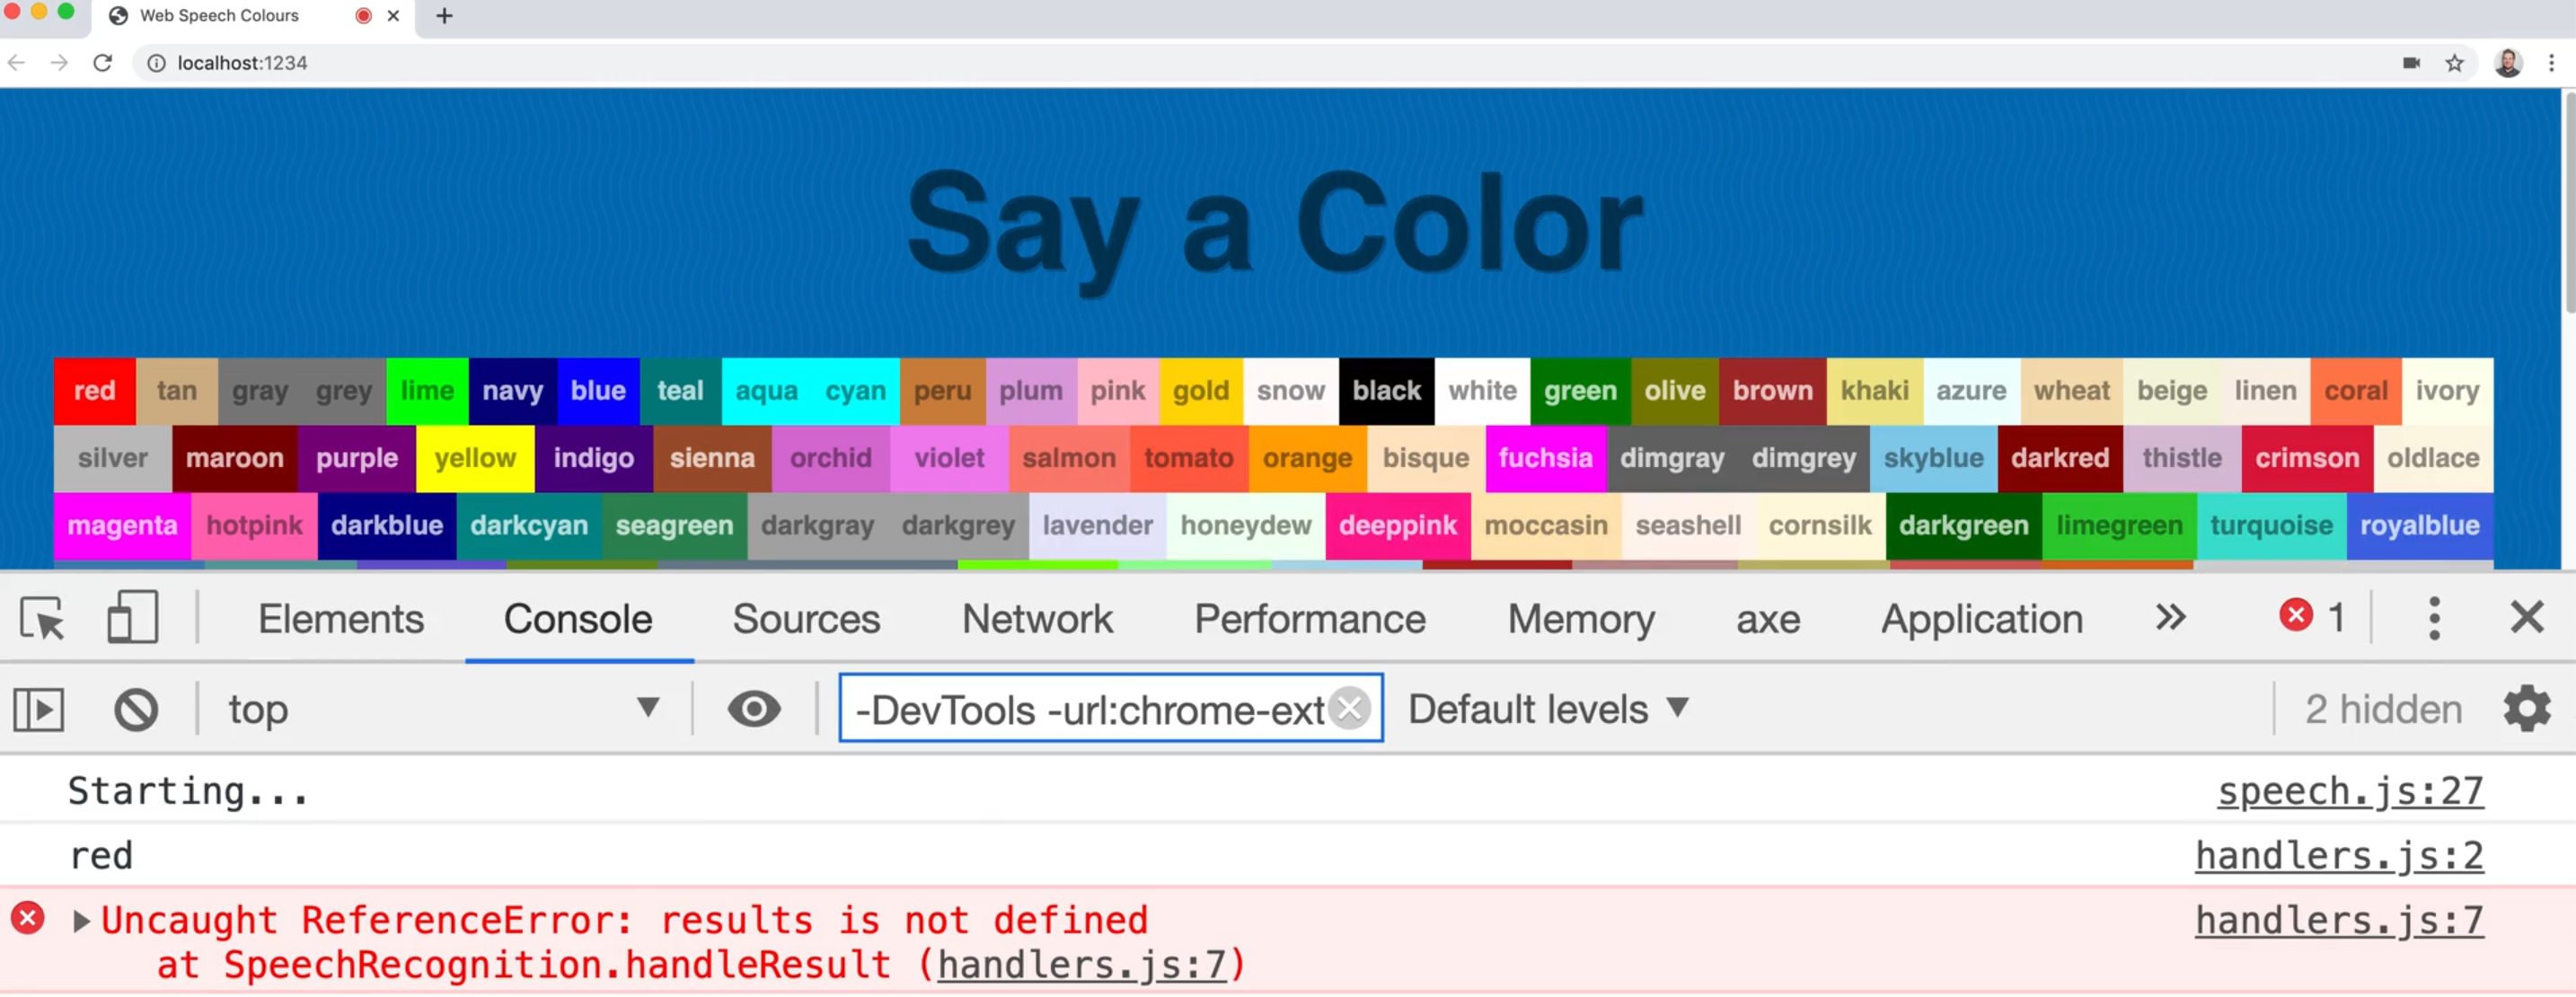 Web Speech Colours
localhost:1234
Say a Color
red tan gray grey lime navy blue teal aqua cyan peru plum pink gold snow black white green olive brown khaki azure wheat beige linen coral ivory
silver maroon purple yellow indigo sienna orchid violet salmon tomato orange bisque fuchsia dimgray dimgrey skyblue darkred thistle crimson oldlace
magenta hotpink darkblue darkcyan seagreen darkgray darkgrey lavender honeydew deeppink moccasin seashell cornsilk darkgreen limegreen turquoise royalblue
Elements Console Sources Network Performance Memory axe Application » 1
top -DevTools -url:chrome-ext Default levels 2 hidden
Starting... speech.js:27
red handlers.js:2
Uncaught ReferenceError: results is not defined handlers.js:7
at SpeechRecognition.handleResult (handlers.js:7)